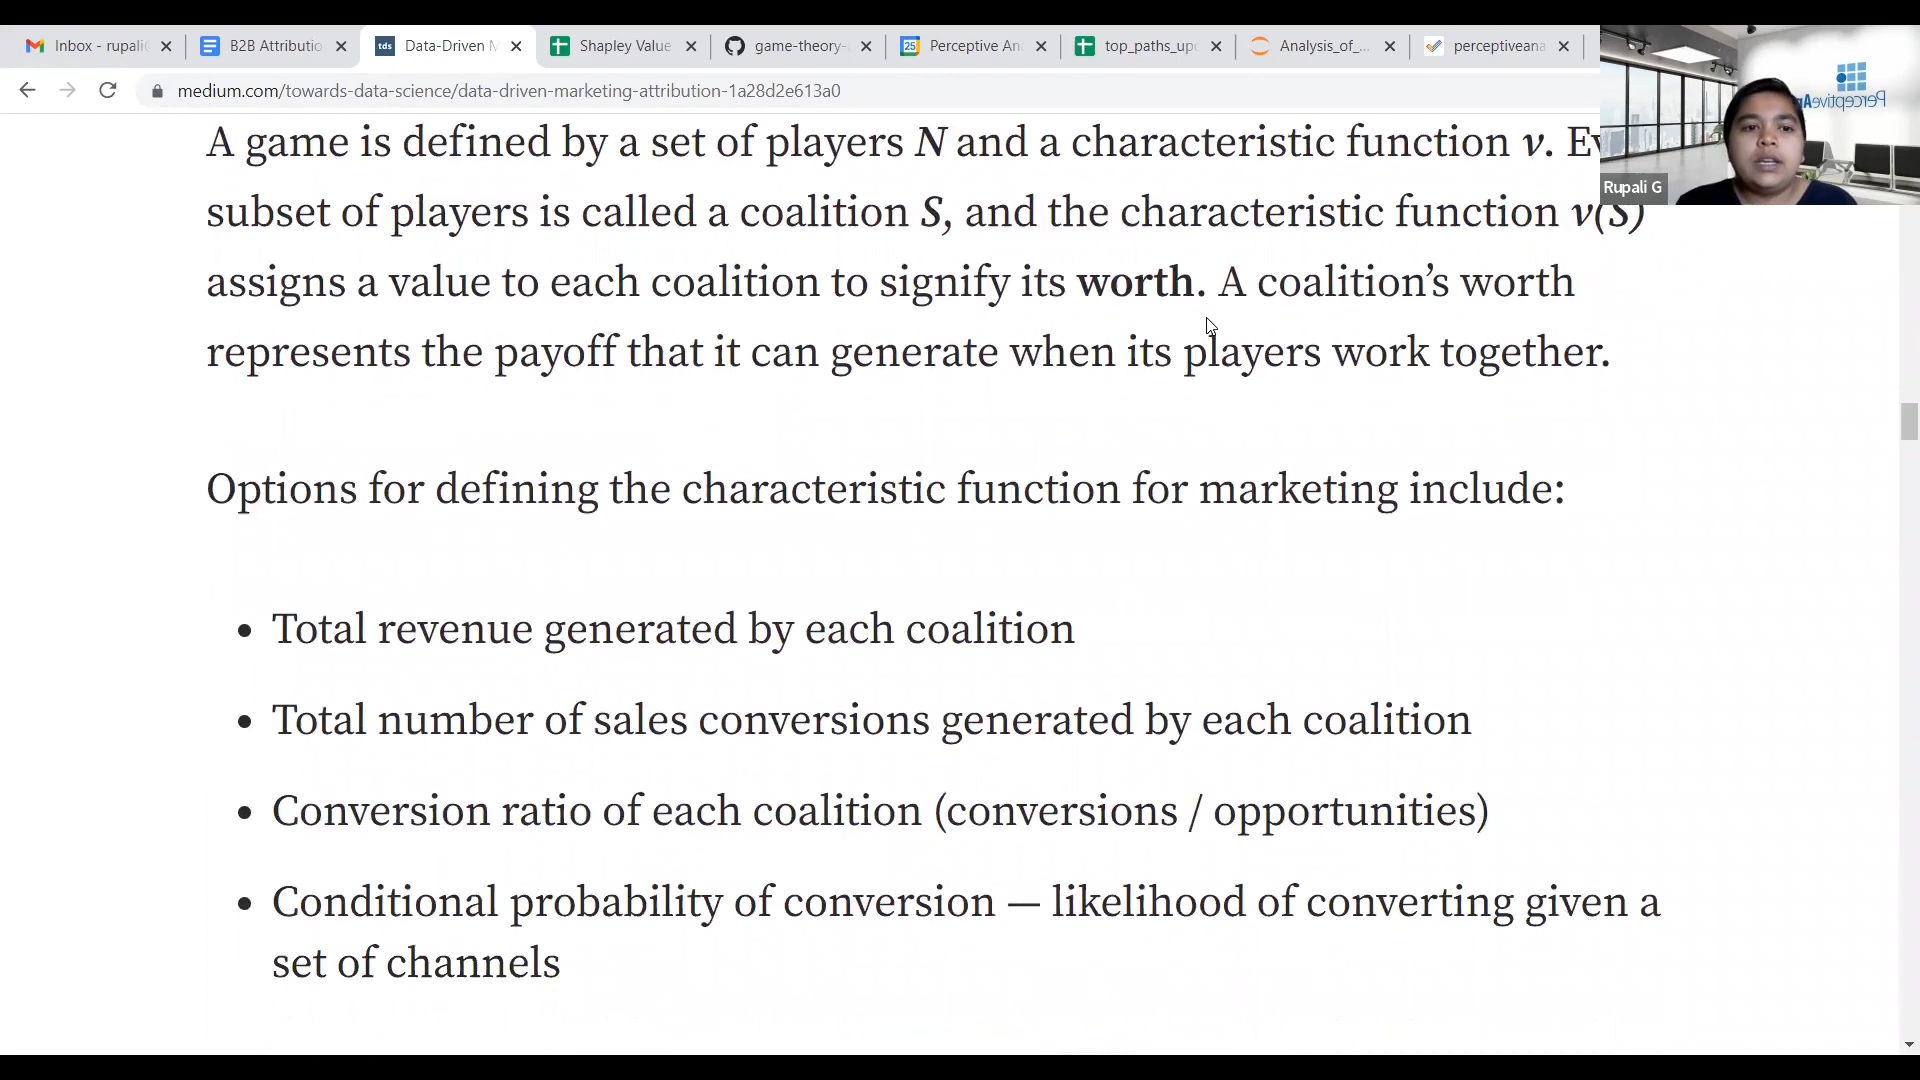 Inbox - rupali
B2B Attributio
tds
Data-Driven M
Shapley Value
game-theory-
25
Perceptive Ana
top_paths_upd
Analysis_of_...
perceptiveana
medium.com/towards-data-science/data-driven-marketing-attribution-1a28d2e613a0
PerceptiveAn
Rupali G
A game is defined by a set of players N and a characteristic function v. Ev
subset of players is called a coalition S, and the characteristic function v(S)
assigns a value to each coalition to signify its worth. A coalition’s worth
represents the payoff that it can generate when its players work together.
Options for defining the characteristic function for marketing include:
• Total revenue generated by each coalition
• Total number of sales conversions generated by each coalition
• Conversion ratio of each coalition (conversions / opportunities)
• Conditional probability of conversion — likelihood of converting given a
set of channels